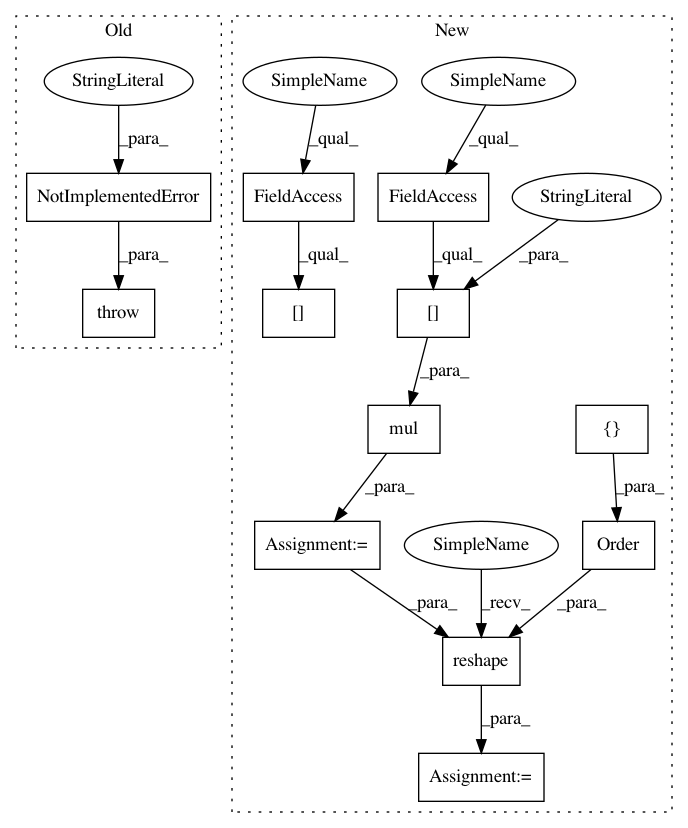 Old
New
StringLiteral
SimpleName
SimpleName
_para_
_qual_
_qual_
NotImplementedError
FieldAccess
FieldAccess
StringLiteral
_para_
_qual_
_qual_
_para_
throw
[]
[]
_para_
mul
{}
_para_
_para_
Assignment:=
SimpleName
Order
_para_
_recv_
_para_
reshape
_para_
Assignment:=